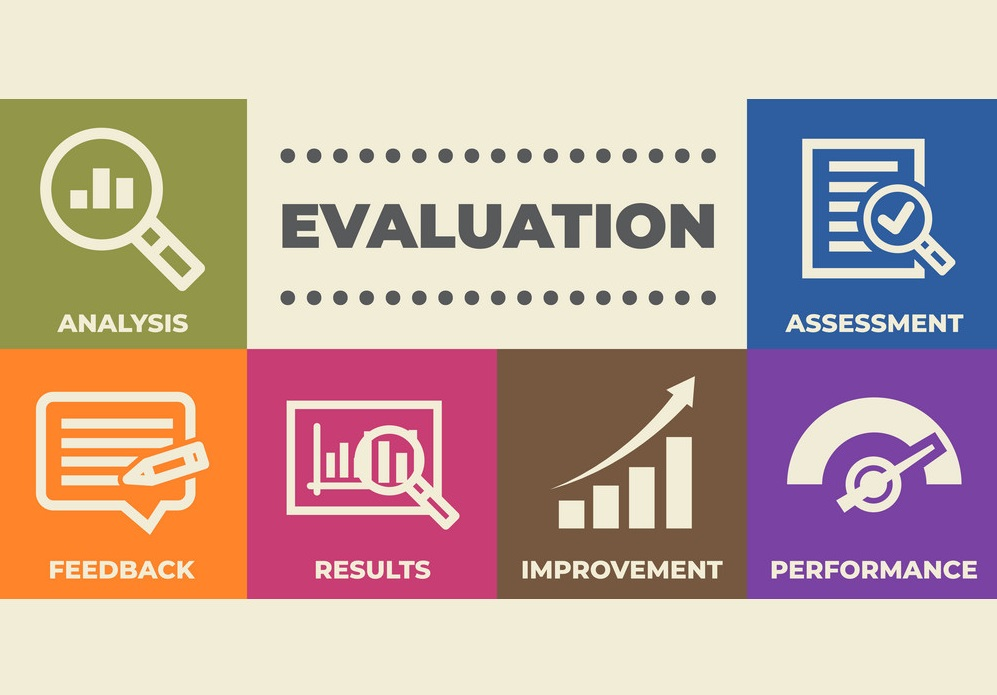 EVALUATION
ANALYSIS
ASSESSMENT
FEEDBACK
RESULTS
IMPROVEMENT
PERFORMANCE